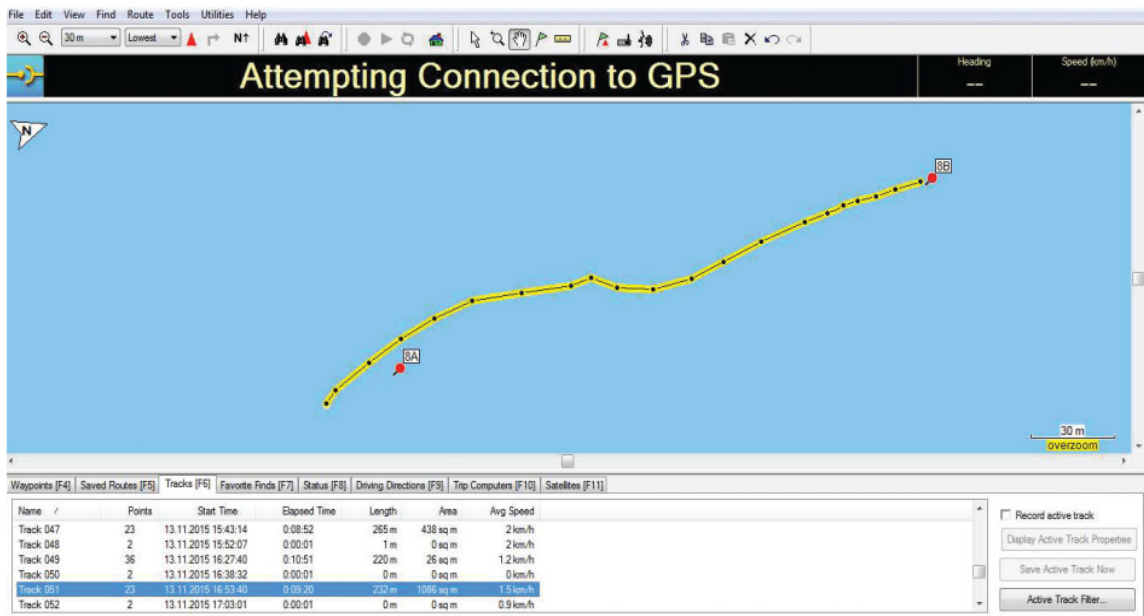 File Edit View Find Route Tools Utilities Help
30 m Lowest N↑
Attempting Connection to GPS
Heading
--
Speed (km/h)
--
N
8B
8A
30 m
overzoom
Waypoints [F4] Saved Routes [F5] Tracks [F6] Favorite Finds [F7] Status [F8] Driving Directions [F9] Trip Computers [F10] Satellites [F11]
Name / Points Start Time Elapsed Time Length Area Avg Speed
Track 047 23 13.11.2015 15:43:14 0:08:52 265 m 438 sq m 2 km/h
Track 048 2 13.11.2015 15:52:07 0:00:01 1 m 0 sq m 2 km/h
Track 049 36 13.11.2015 16:27:40 0:10:51 220 m 26 sq m 1.2 km/h
Track 050 2 13.11.2015 16:38:32 0:00:01 0 m 0 sq m 0 km/h
Track 051 23 13.11.2015 16:53:40 0:09:20 232 m 1086 sq m 1.5 km/h
Track 052 2 13.11.2015 17:03:01 0:00:01 0 m 0 sq m 0.9 km/h
Record active track
Display Active Track Properties
Save Active Track Now
Active Track Filter...